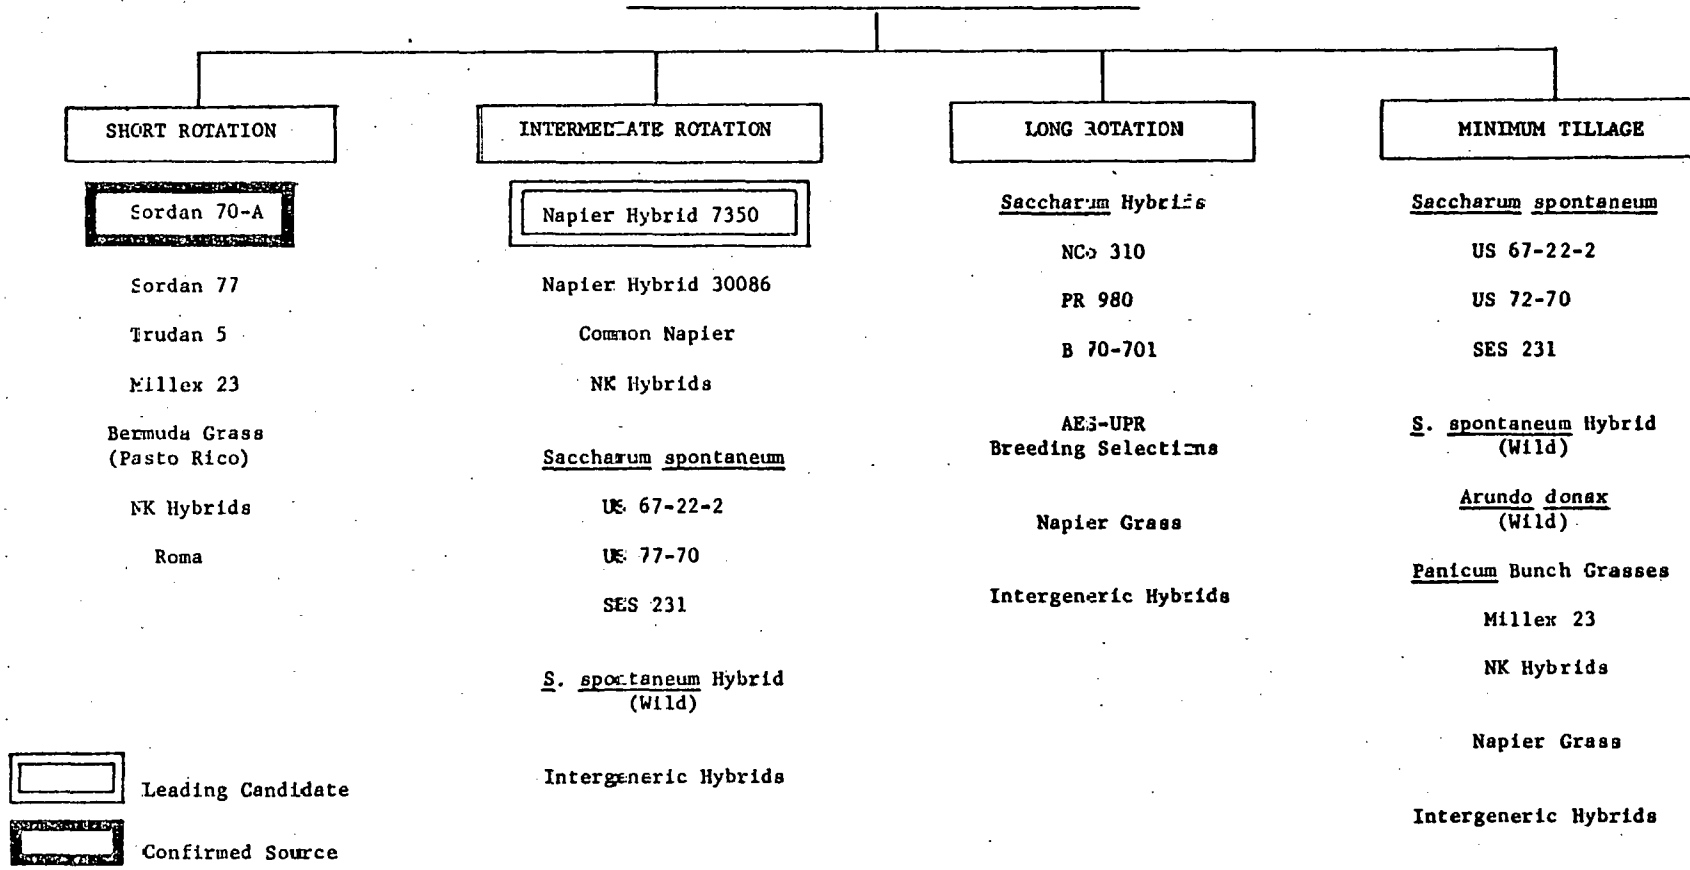 SHORT ROTATION
Sordan 70-A
Sordan 77
Trudan 5
Millex 23
Bermuda Grass
(Pasto Rico)
NK Hybrids
Roma
INTERMEDIATE ROTATION
Napier Hybrid 7350
Napier Hybrid 30086
Common Napier
NK Hybrids
Saccharum spontaneum
US 67-22-2
US 77-70
SES 231
S. spontaneum Hybrid
(Wild)
Intergeneric Hybrids
LONG ROTATION
Saccharum Hybrids
NCo 310
PR 980
B 70-701
AES-UPR
Breeding Selections
Napier Grass
Intergeneric Hybrids
MINIMUM TILLAGE
Saccharum spontaneum
US 67-22-2
US 72-70
SES 231
S. spontaneum Hybrid
(Wild)
Arundo donax
(Wild)
Panicum Bunch Grasses
Millex 23
NK Hybrids
Napier Grass
Intergeneric Hybrids
Leading Candidate
Confirmed Source